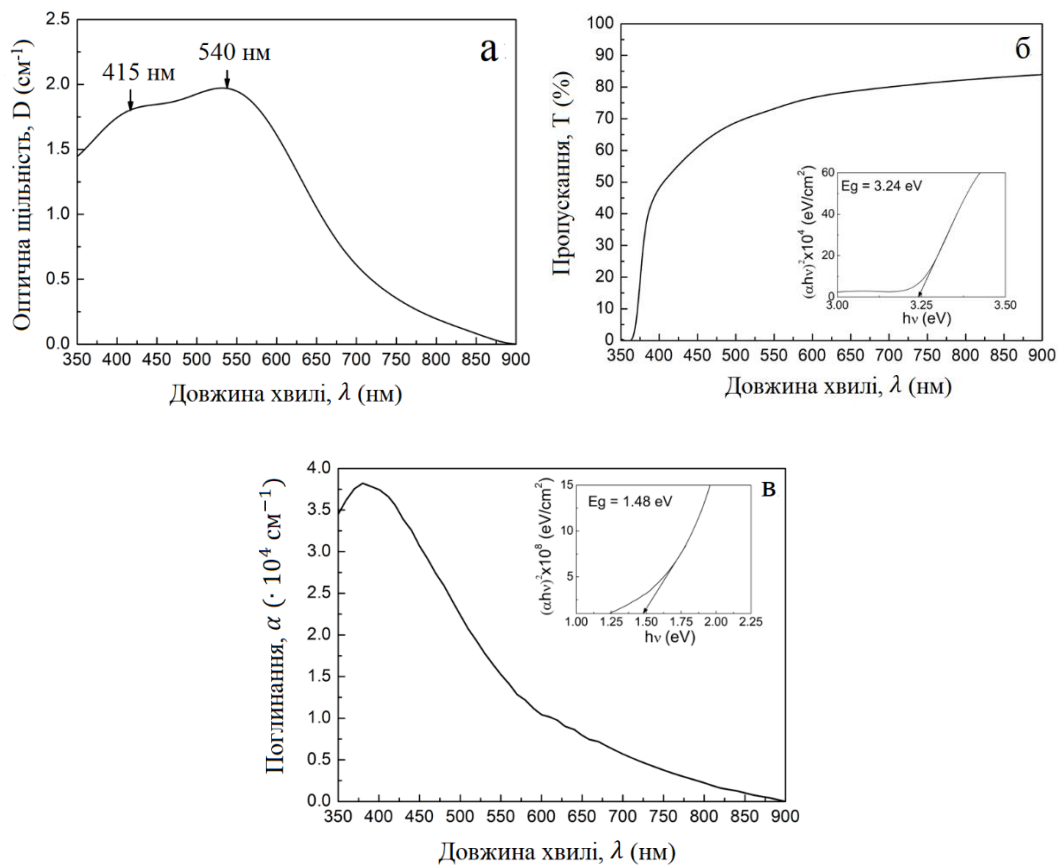 а
415 нм
540 нм
Оптична щільність, D (см⁻¹)
2.5
2.0
1.5
1.0
0.5
0.0
350 400 450 500 550 600 650 700 750 800 850 900
Довжина хвилі, λ (нм)
б
Пропускання, T (%)
100
90
80
70
60
50
40
30
20
10
0
350 400 450 500 550 600 650 700 750 800 850 900
Довжина хвилі, λ (нм)
Eg = 3.24 eV
(αhν)²x10⁴ (eV/cm²)
60
40
20
0
3.00 3.25 3.50
hν (eV)
в
Поглинання, α (· 10⁴ см⁻¹)
4.0
3.5
3.0
2.5
2.0
1.5
1.0
0.5
0.0
350 400 450 500 550 600 650 700 750 800 850 900
Довжина хвилі, λ (нм)
Eg = 1.48 eV
(αhν)²x10⁸ (eV/cm²)
15
10
5
1.00 1.25 1.50 1.75 2.00 2.25
hν (eV)